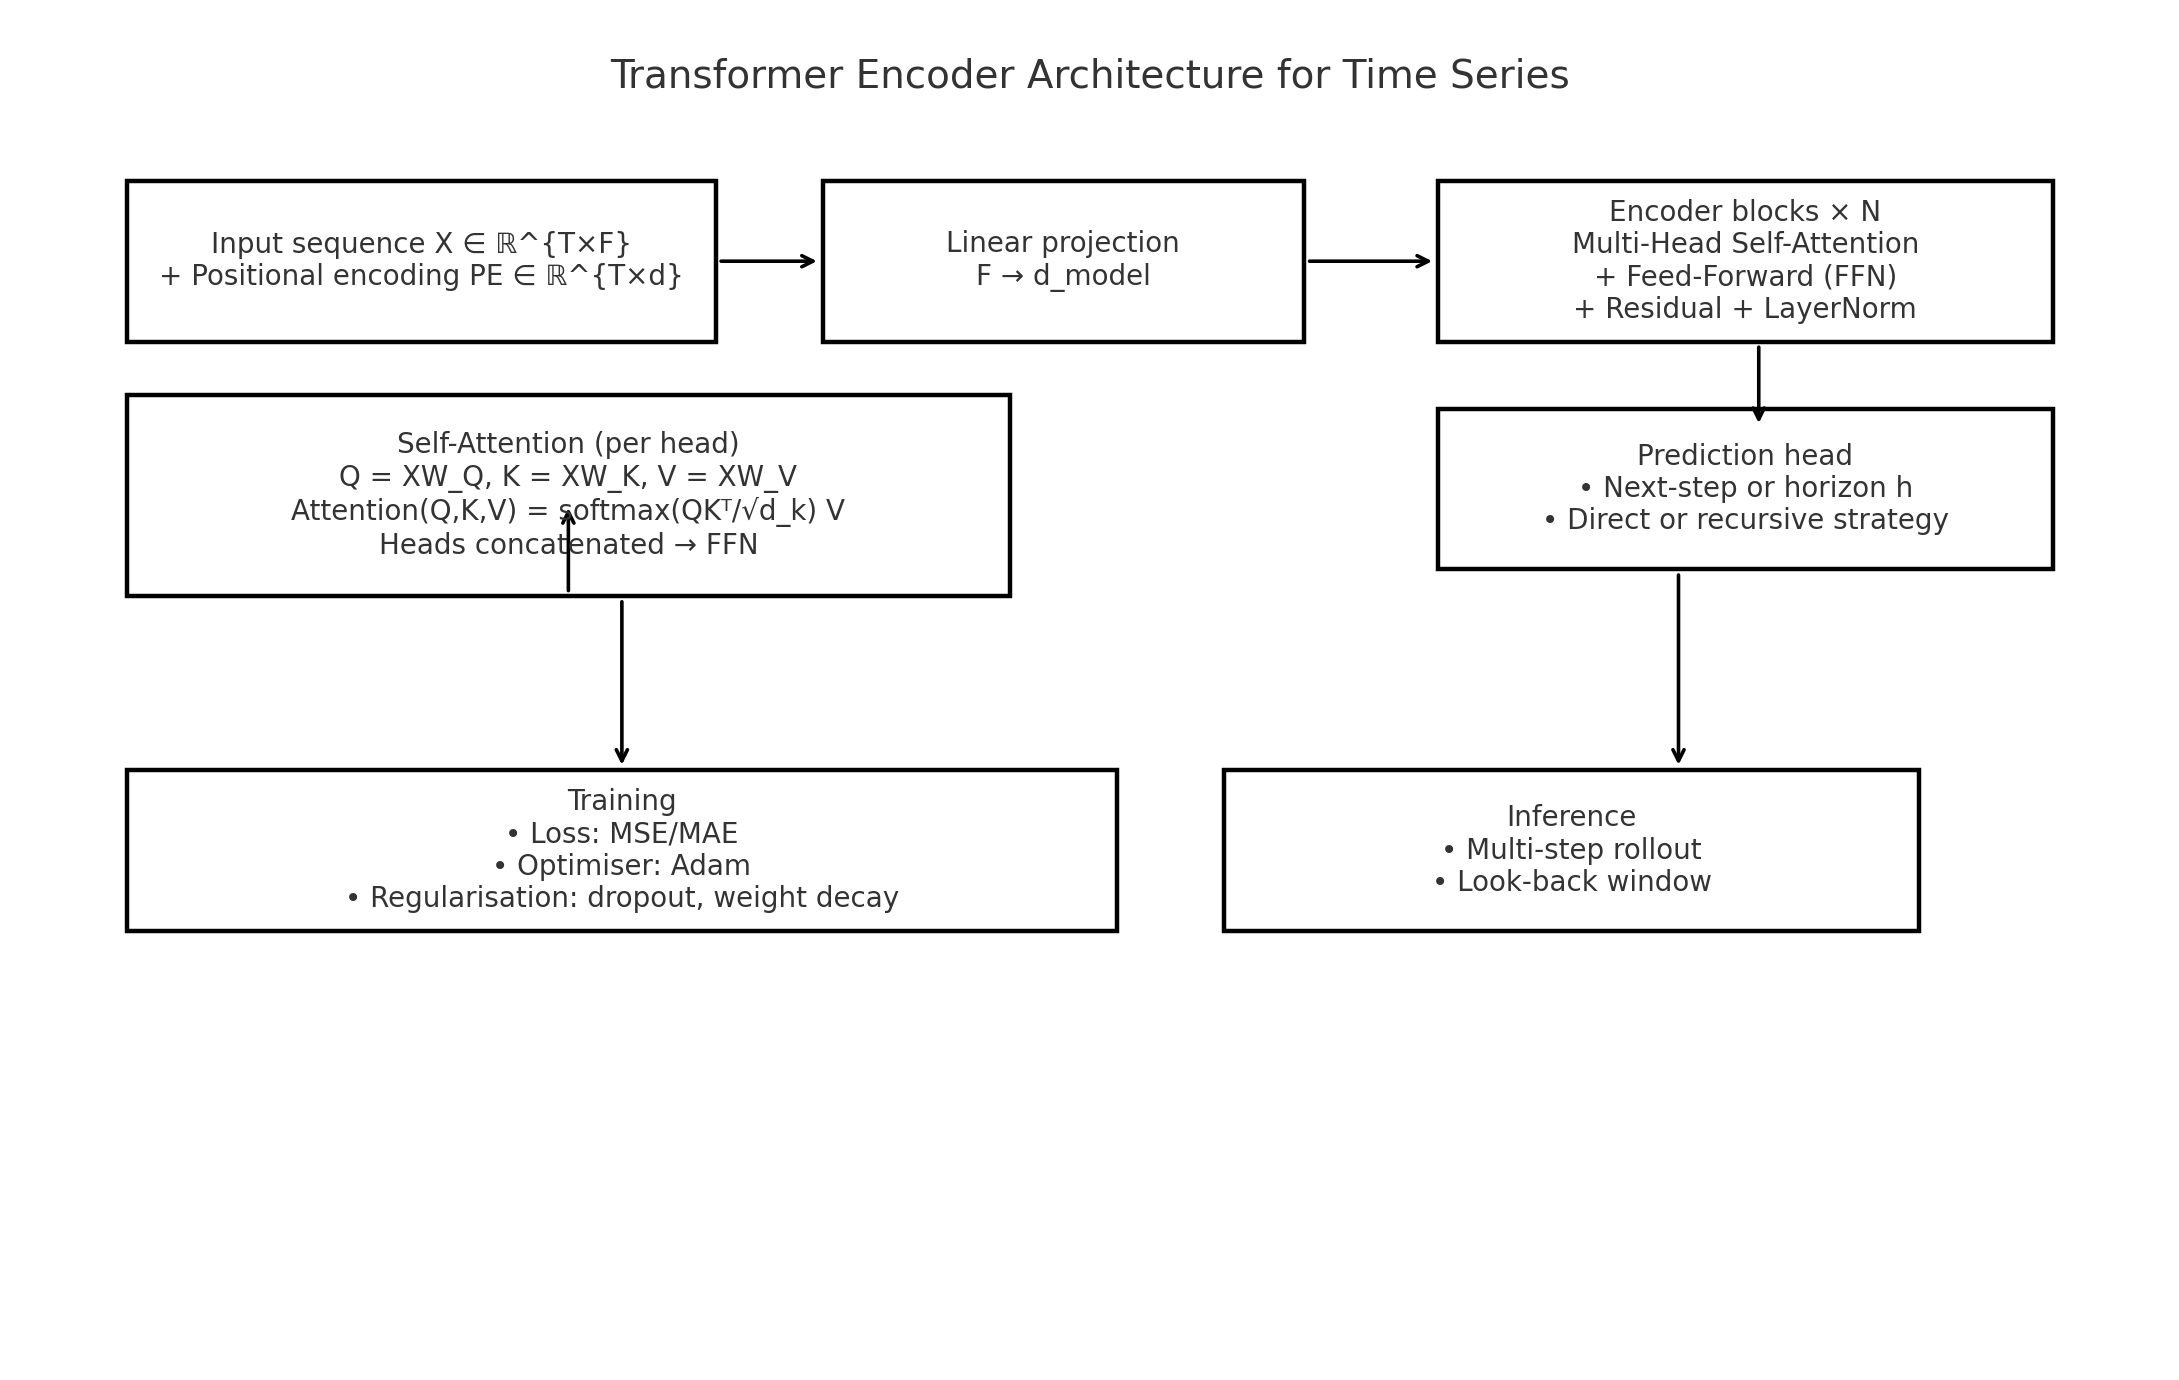 Transformer Encoder Architecture for Time Series
Input sequence X ∈ ℝ^{T×F}
+ Positional encoding PE ∈ ℝ^{T×d}
Linear projection
F → d_model
Encoder blocks × N
Multi-Head Self-Attention
+ Feed-Forward (FFN)
+ Residual + LayerNorm
Self-Attention (per head)
Q = XW_Q, K = XW_K, V = XW_V
Attention(Q,K,V) = softmax(QKᵀ/√d_k) V
Heads concatenated → FFN
Prediction head
• Next-step or horizon h
• Direct or recursive strategy
Training
• Loss: MSE/MAE
• Optimiser: Adam
• Regularisation: dropout, weight decay
Inference
• Multi-step rollout
• Look-back window